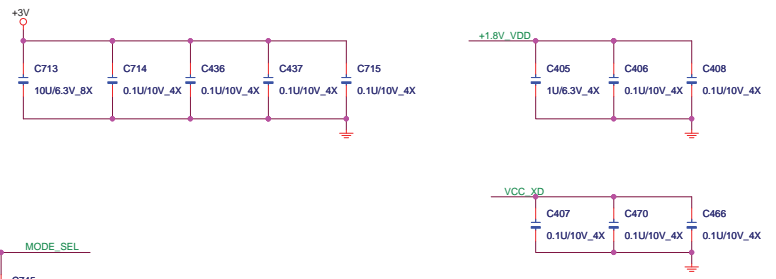 +3V
C713
10U/6.3V_8X
C714
0.1U/10V_4X
C436
0.1U/10V_4X
C437
0.1U/10V_4X
C715
0.1U/10V_4X
+1.8V_VDD
C405
1U/6.3V_4X
C406
0.1U/10V_4X
C408
0.1U/10V_4X
VCC_XD
C407
0.1U/10V_4X
C470
0.1U/10V_4X
C466
0.1U/10V_4X
MODE_SEL